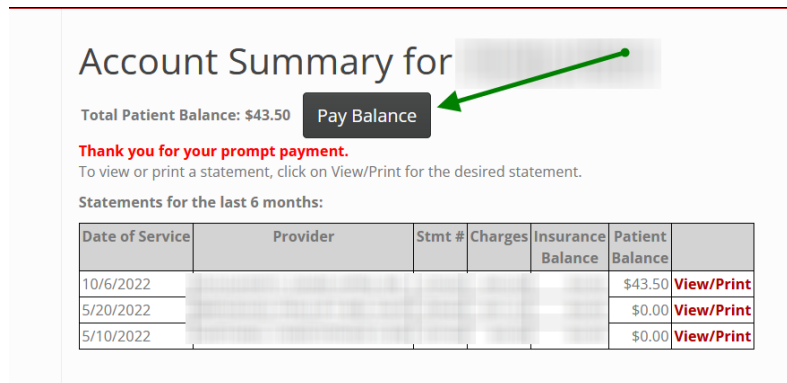 Account Summary for
Total Patient Balance: $43.50 Pay Balance
Thank you for your prompt payment.
To view or print a statement, click on View/Print for the desired statement.
Statements for the last 6 months:
Date of Service Provider Stmt # Charges Insurance Balance Patient Balance
10/6/2022 $43.50 View/Print
5/20/2022 $0.00 View/Print
5/10/2022 $0.00 View/Print